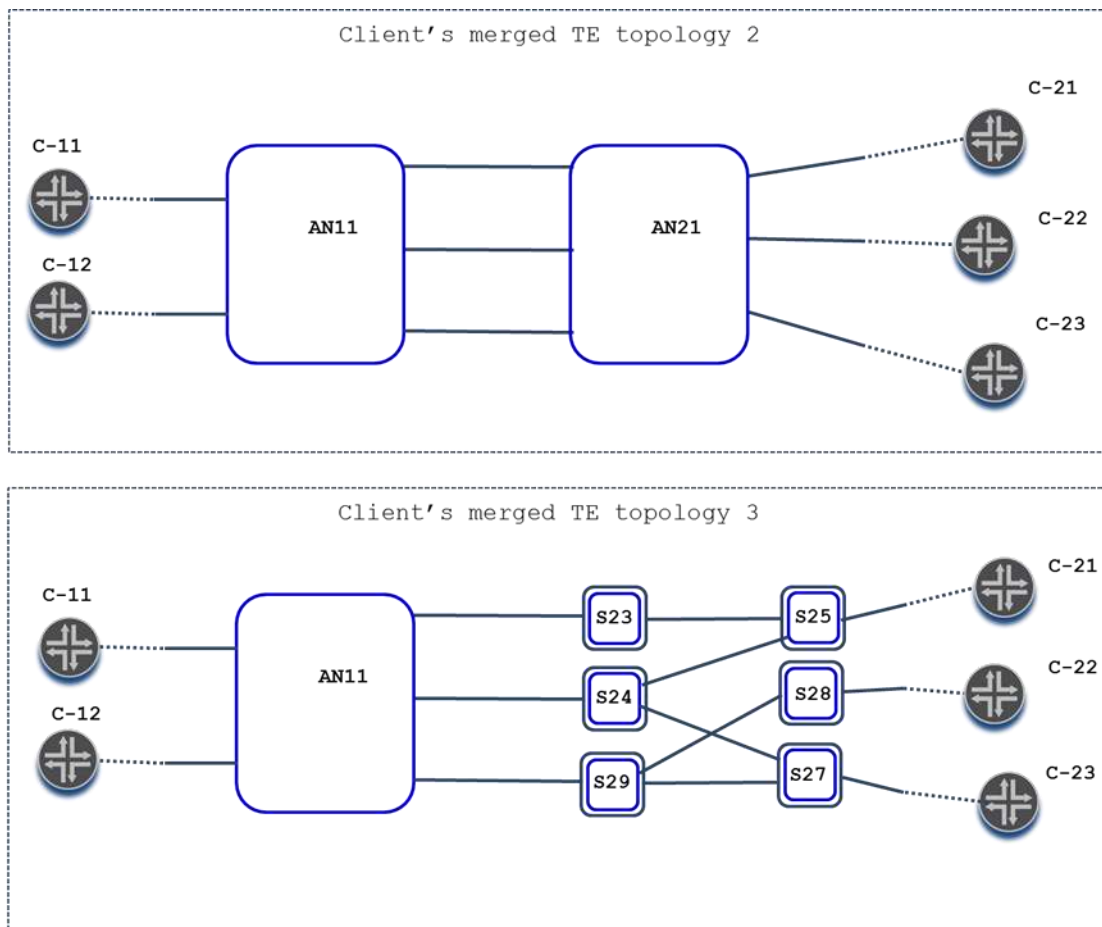 Client's merged TE topology 2
C-21
C-11
C-22
AN11
AN21
C-12
C-23
Client's merged TE topology 3
C-21
C-11
S23
S25
C-22
AN11
S24
S28
C-12
S29
S27
C-23